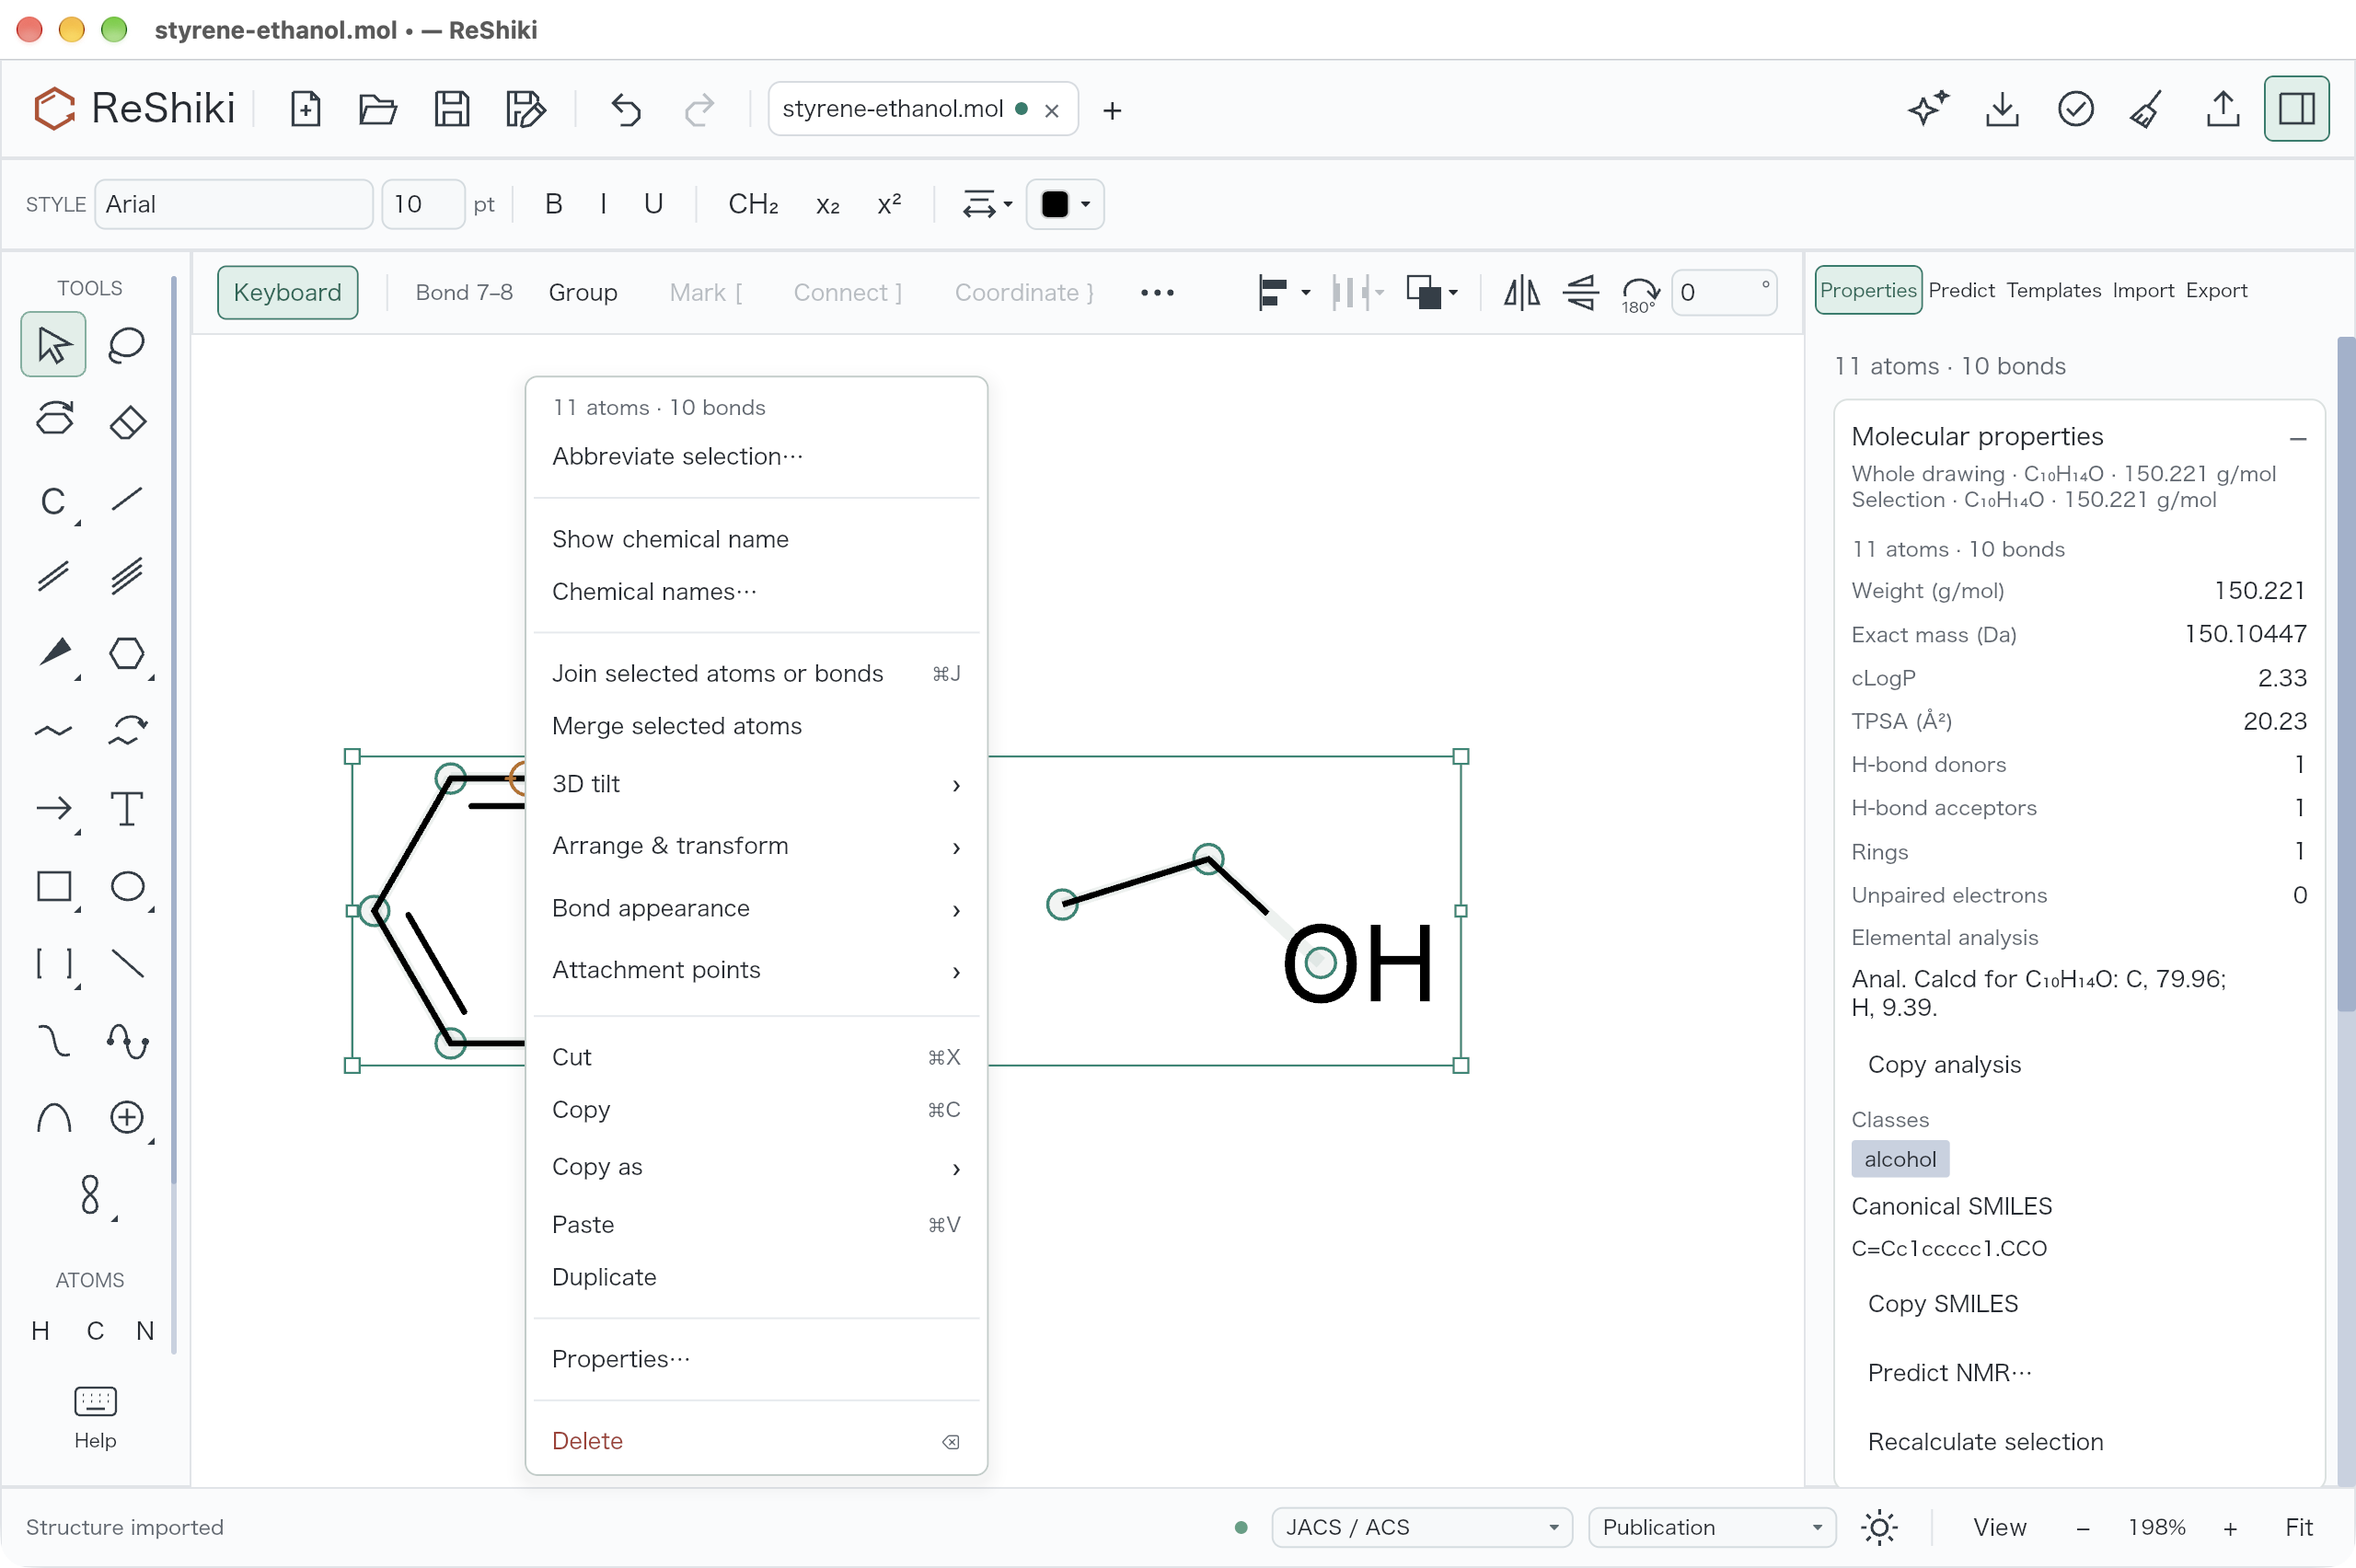 styrene-ethanol.mol • — ReShiki
ReShiki
styrene-ethanol.mol ● × +
STYLE Arial 10 pt B I U CH₂ x₂ x²
TOOLS
Keyboard Bond 7–8 Group Mark [ Connect ] Coordinate } ••• 180° 0 °
Properties Predict Templates Import Export
C
T
[ ]
ATOMS
H C N
Help
11 atoms · 10 bonds
Abbreviate selection…
Show chemical name
Chemical names…
Join selected atoms or bonds ⌘J
Merge selected atoms
3D tilt ›
Arrange & transform ›
Bond appearance ›
Attachment points ›
Cut ⌘X
Copy ⌘C
Copy as ›
Paste ⌘V
Duplicate
Properties…
Delete ⌫
OH
11 atoms · 10 bonds
Molecular properties –
Whole drawing · C₁₀H₁₄O · 150.221 g/mol
Selection · C₁₀H₁₄O · 150.221 g/mol
11 atoms · 10 bonds
Weight (g/mol) 150.221
Exact mass (Da) 150.10447
cLogP 2.33
TPSA (Å²) 20.23
H-bond donors 1
H-bond acceptors 1
Rings 1
Unpaired electrons 0
Elemental analysis
Anal. Calcd for C₁₀H₁₄O: C, 79.96;
H, 9.39.
Copy analysis
Classes
alcohol
Canonical SMILES
C=Cc1ccccc1.CCO
Copy SMILES
Predict NMR…
Recalculate selection
Structure imported
JACS / ACS Publication View – 198% + Fit